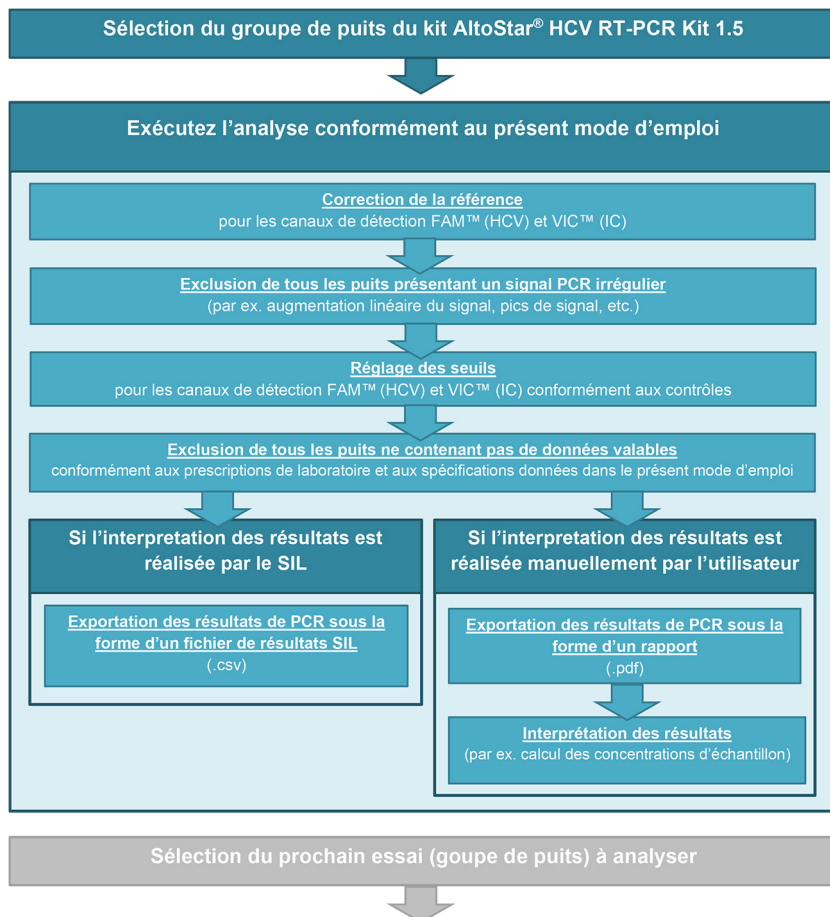 Sélection du groupe de puits du kit AltoStar® HCV RT-PCR Kit 1.5
Exécutez l'analyse conformément au présent mode d'emploi
Correction de la référence
pour les canaux de détection FAM™ (HCV) et VIC™ (IC)
Exclusion de tous les puits présentant un signal PCR irrégulier
(par ex. augmentation linéaire du signal, pics de signal, etc.)
Réglage des seuils
pour les canaux de détection FAM™ (HCV) et VIC™ (IC) conformément aux contrôles
Exclusion de tous les puits ne contenant pas de données valables
conformément aux prescriptions de laboratoire et aux spécifications données dans le présent mode d'emploi
Si l'interpretation des résultats est
réalisée par le SIL
Exportation des résultats de PCR sous la
forme d'un fichier de résultats SIL
(.csv)
Si l'interpretation des résultats est
réalisée manuellement par l'utilisateur
Exportation des résultats de PCR sous la
forme d'un rapport
(.pdf)
Interprétation des résultats
(par ex. calcul des concentrations d'échantillon)
Sélection du prochain essai (goupe de puits) à analyser